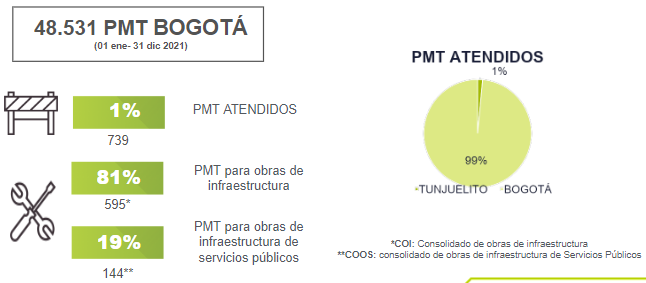 48.531 PMT BOGOTÁ
(01 ene- 31 dic 2021)
1%
PMT ATENDIDOS
739
81%
PMT para obras de
infraestructura
595*
19%
PMT para obras de
infraestructura de
servicios públicos
144**
PMT ATENDIDOS
1%
99%
TUNJUELITO
BOGOTÁ
*COI: Consolidado de obras de infraestructura
**COOS: consolidado de obras de infraestructura de Servicios Públicos